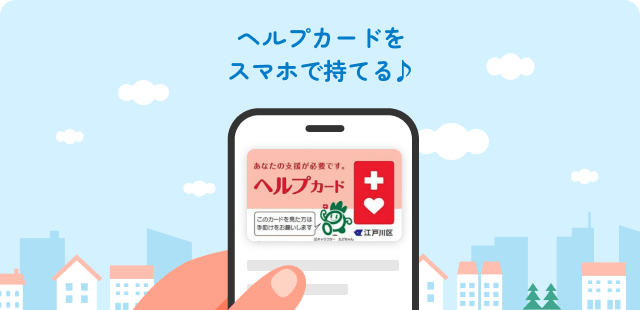 ヘルプカードを
スマホで持てる♪
あなたの支援が必要です。
ヘルプカード
このカードを見た方は
手助けをお願いします
江戸川区